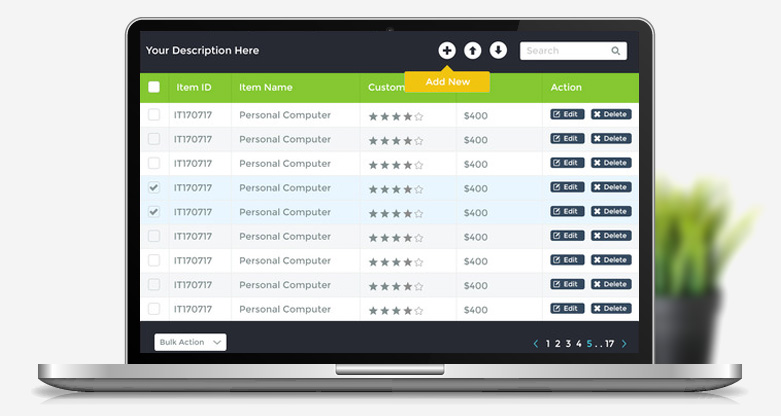 Your Description Here
Search
Add New
Item ID Item Name Custom Action
IT170717 Personal Computer $400 Edit Delete
IT170717 Personal Computer $400 Edit Delete
IT170717 Personal Computer $400 Edit Delete
IT170717 Personal Computer $400 Edit Delete
IT170717 Personal Computer $400 Edit Delete
IT170717 Personal Computer $400 Edit Delete
IT170717 Personal Computer $400 Edit Delete
IT170717 Personal Computer $400 Edit Delete
IT170717 Personal Computer $400 Edit Delete
Bulk Action 1 2 3 4 5 . . 17